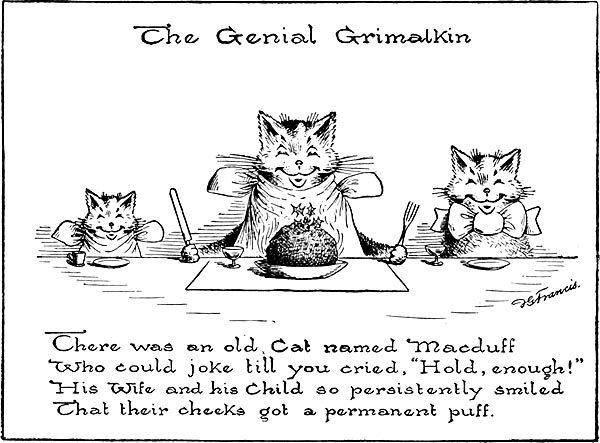 The Genial Grimalkin
J G Francis.
There was an old Cat named Macduff
Who could joke till you cried, "Hold, enough!"
His Wife and his Child so persistently smiled
That their cheeks got a permanent puff.